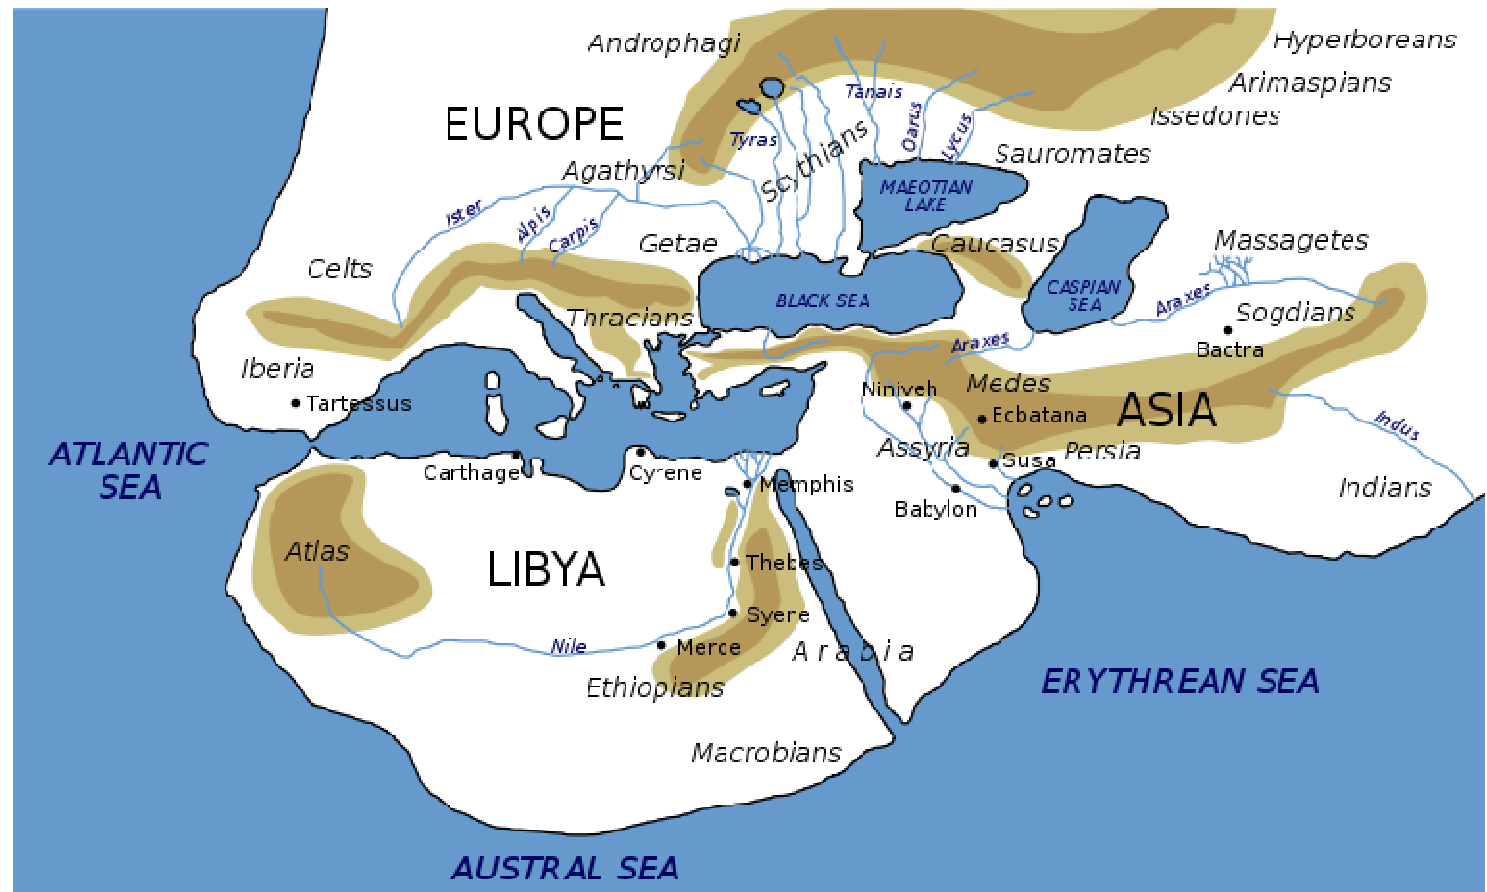 Androphagi
Hyperboreans
Arimaspians
Issedones
EUROPE
Tanais
Oarus
Lycus
Tyras
Scythians
Sauromates
Agathyrsi
MAEOTIAN
LAKE
Ister
Alpis
Carpis
Getae
Caucasus
Massagetes
Celts
CASPIAN
SEA
BLACK SEA
Araxes
Thracians
Sogdians
Araxes
Bactra
Iberia
Niniveh
Medes
Tartessus
Ecbatana
ASIA
Indus
ATLANTIC
SEA
Assyria
Persia
Carthage
Cyrene
Susa
Memphis
Babylon
Indians
Atlas
LIBYA
Thebes
Syere
Nile
Merce
Arabia
Ethiopians
ERYTHREAN SEA
Macrobians
AUSTRAL SEA